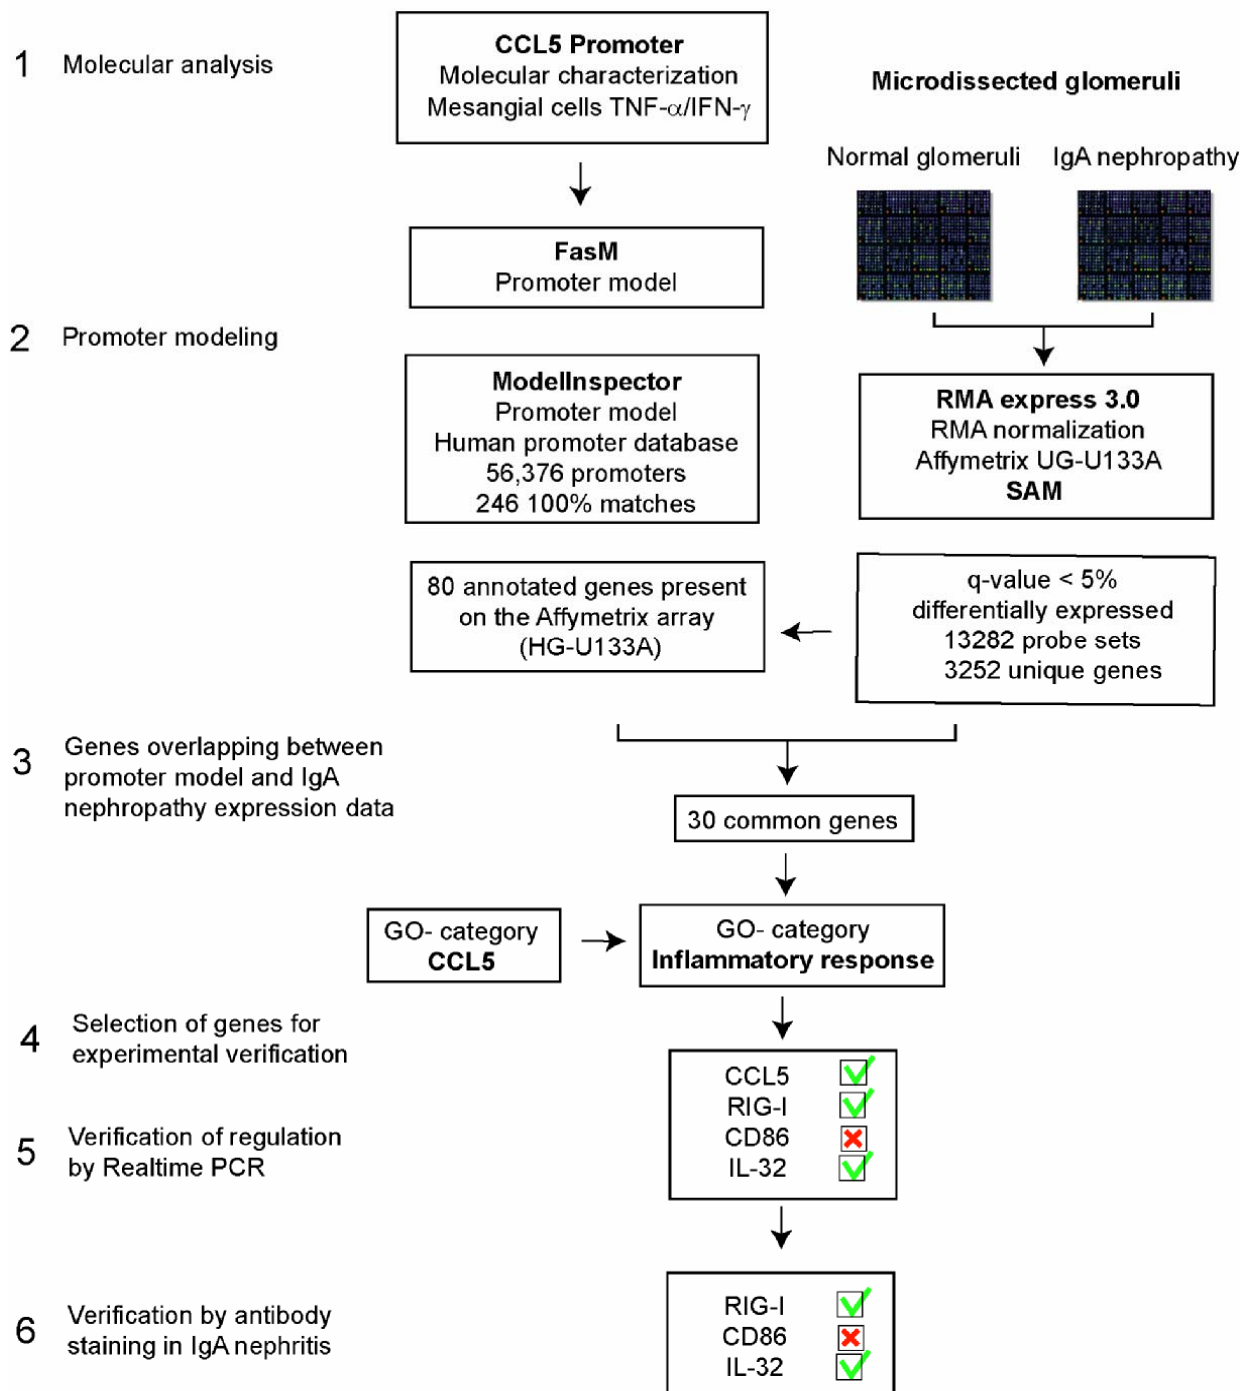 1 Molecular analysis
CCL5 Promoter
Molecular characterization
Mesangial cells TNF-α/IFN-γ
Microdissected glomeruli
Normal glomeruli
IgA nephropathy
FasM
Promoter model
2 Promoter modeling
ModelInspector
Promoter model
Human promoter database
56,376 promoters
246 100% matches
RMA express 3.0
RMA normalization
Affymetrix UG-U133A
SAM
80 annotated genes present
on the Affymetrix array
(HG-U133A)
q-value < 5%
differentially expressed
13282 probe sets
3252 unique genes
3 Genes overlapping between
promoter model and IgA
nephropathy expression data
30 common genes
GO- category
CCL5
GO- category
Inflammatory response
4 Selection of genes for
experimental verification
CCL5
RIG-I
CD86
IL-32
5 Verification of regulation
by Realtime PCR
6 Verification by antibody
staining in IgA nephritis
RIG-I
CD86
IL-32